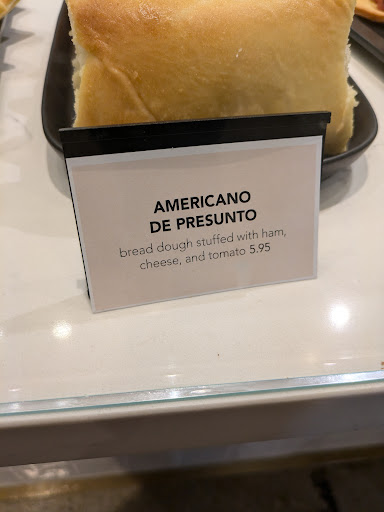 AMERICANO
DE PRESUNTO
bread dough stuffed with ham,
cheese, and tomato 5.95